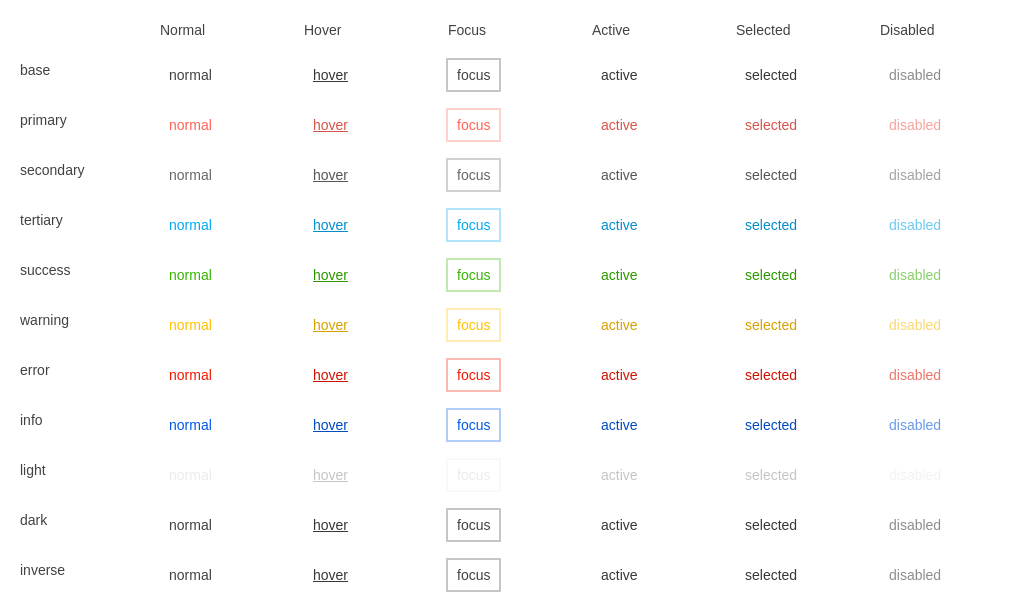 Normal Hover Focus Active Selected Disabled
base normal hover focus active selected disabled
primary normal hover focus active selected disabled
secondary normal hover focus active selected disabled
tertiary normal hover focus active selected disabled
success normal hover focus active selected disabled
warning normal hover focus active selected disabled
error normal hover focus active selected disabled
info normal hover focus active selected disabled
light normal hover focus active selected disabled
dark normal hover focus active selected disabled
inverse normal hover focus active selected disabled